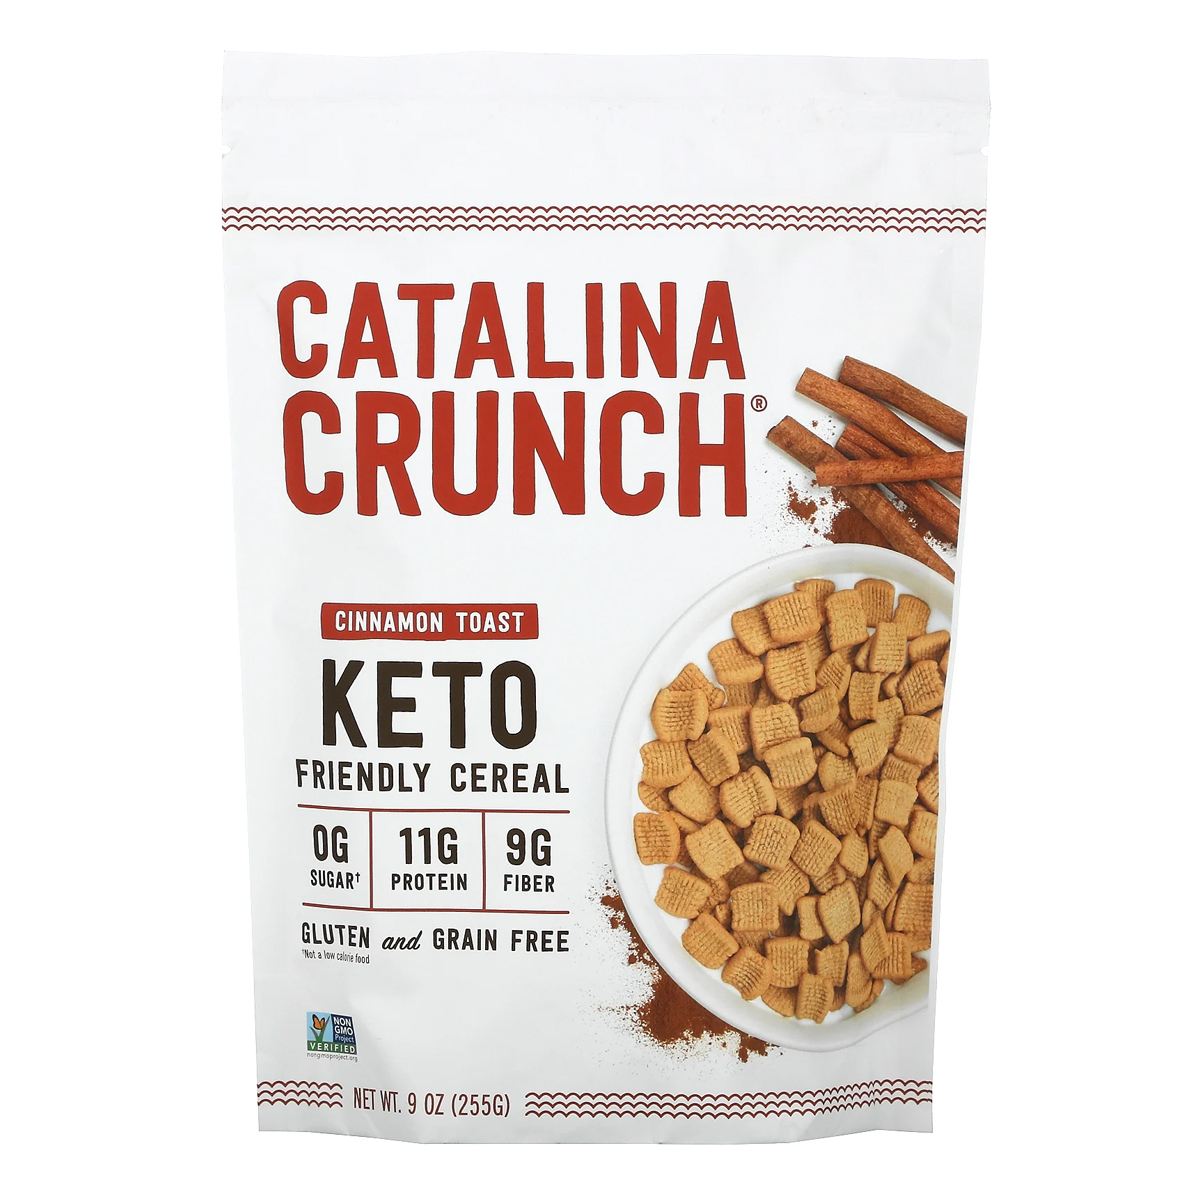 CATALINA
CRUNCH®
CINNAMON TOAST
KETO
FRIENDLY CEREAL
0G
SUGAR†
11G
PROTEIN
9G
FIBER
GLUTEN and GRAIN FREE
†Not a low calorie food
NON
GMO
Project
VERIFIED
nongmoproject.org
NET WT. 9 OZ (255G)